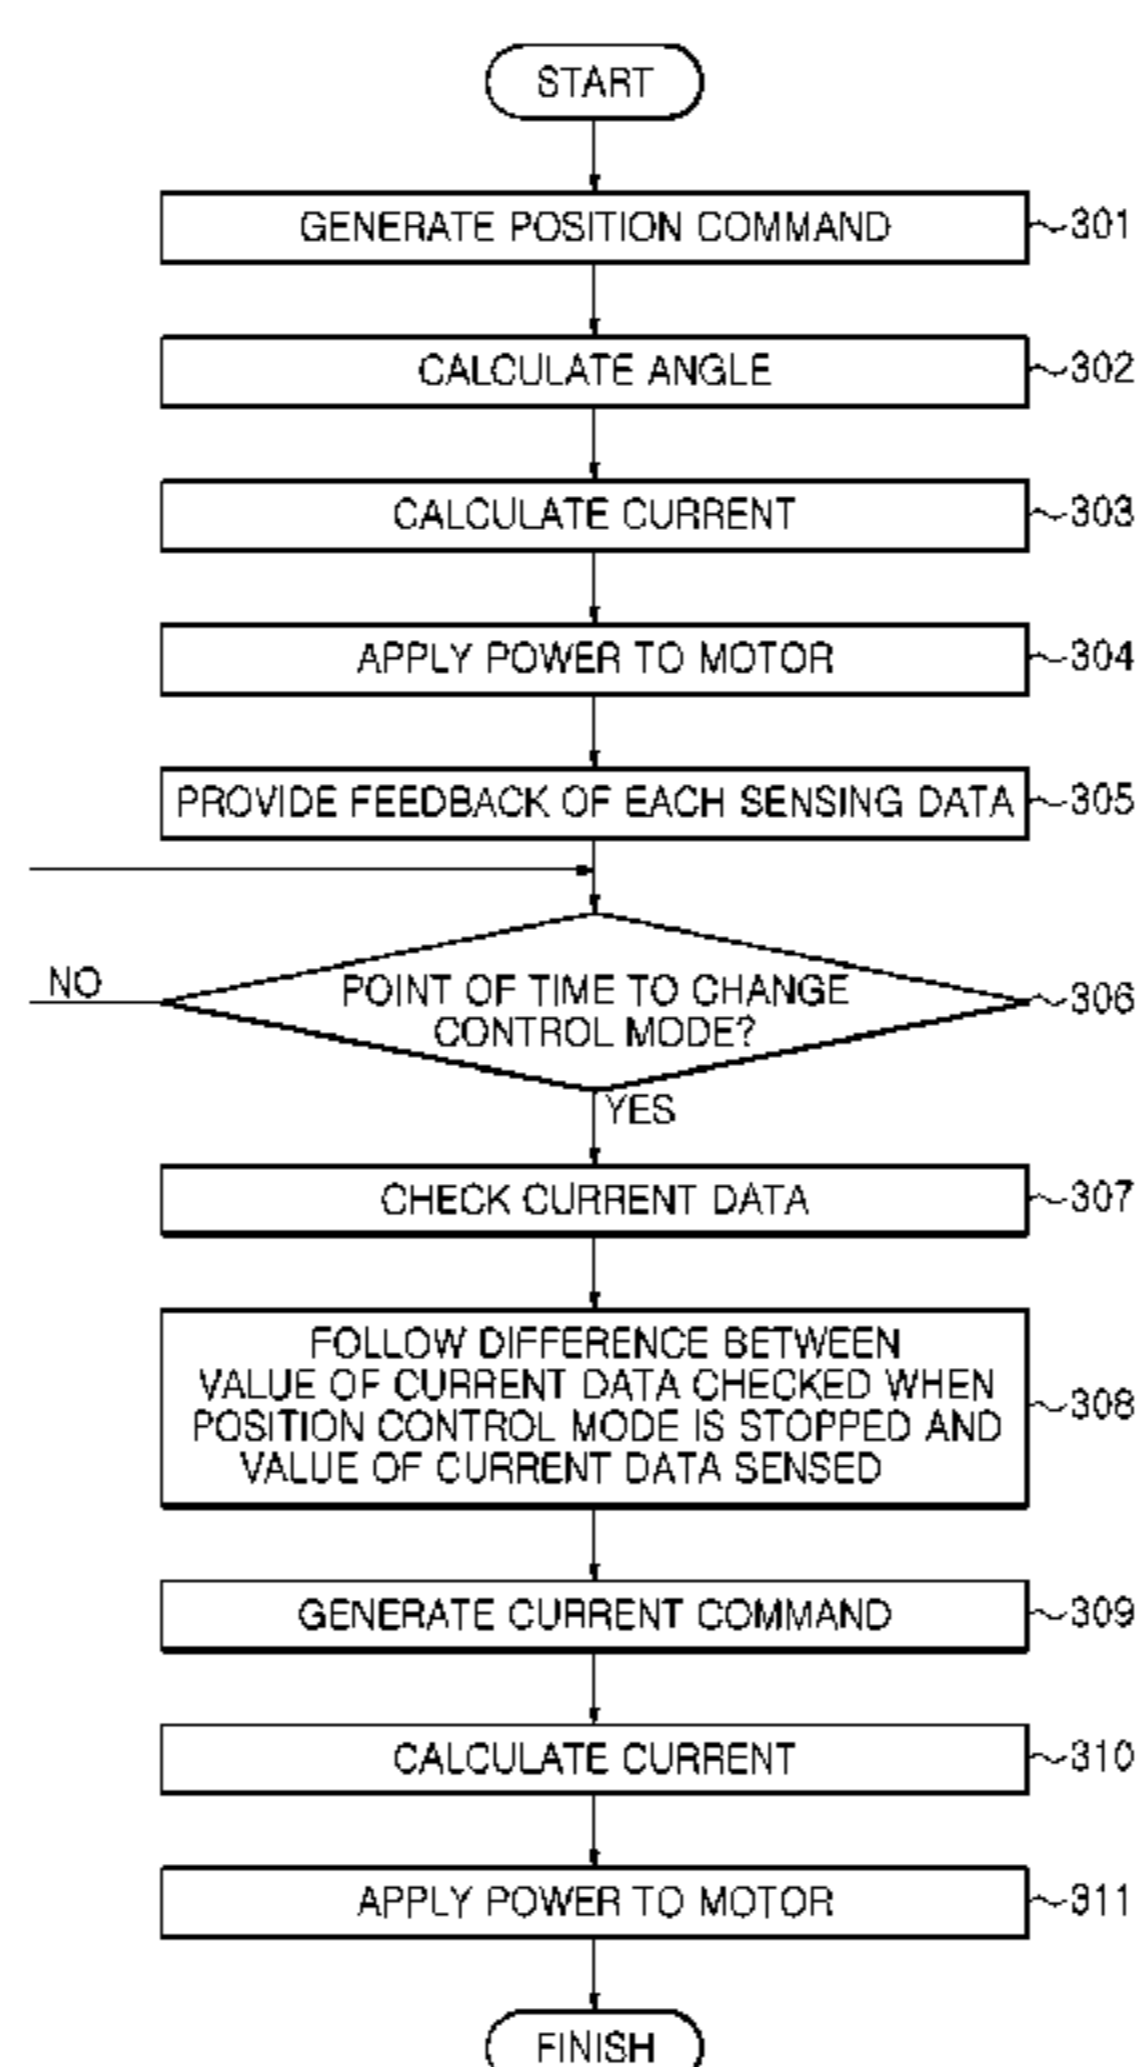 START
GENERATE POSITION COMMAND
301
CALCULATE ANGLE
302
CALCULATE CURRENT
303
APPLY POWER TO MOTOR
304
PROVIDE FEEDBACK OF EACH SENSING DATA
305
NO
POINT OF TIME TO CHANGE
CONTROL MODE?
306
YES
CHECK CURRENT DATA
307
FOLLOW DIFFERENCE BETWEEN
VALUE OF CURRENT DATA CHECKED WHEN
POSITION CONTROL MODE IS STOPPED AND
VALUE OF CURRENT DATA SENSED
308
GENERATE CURRENT COMMAND
309
CALCULATE CURRENT
310
APPLY POWER TO MOTOR
311
FINISH